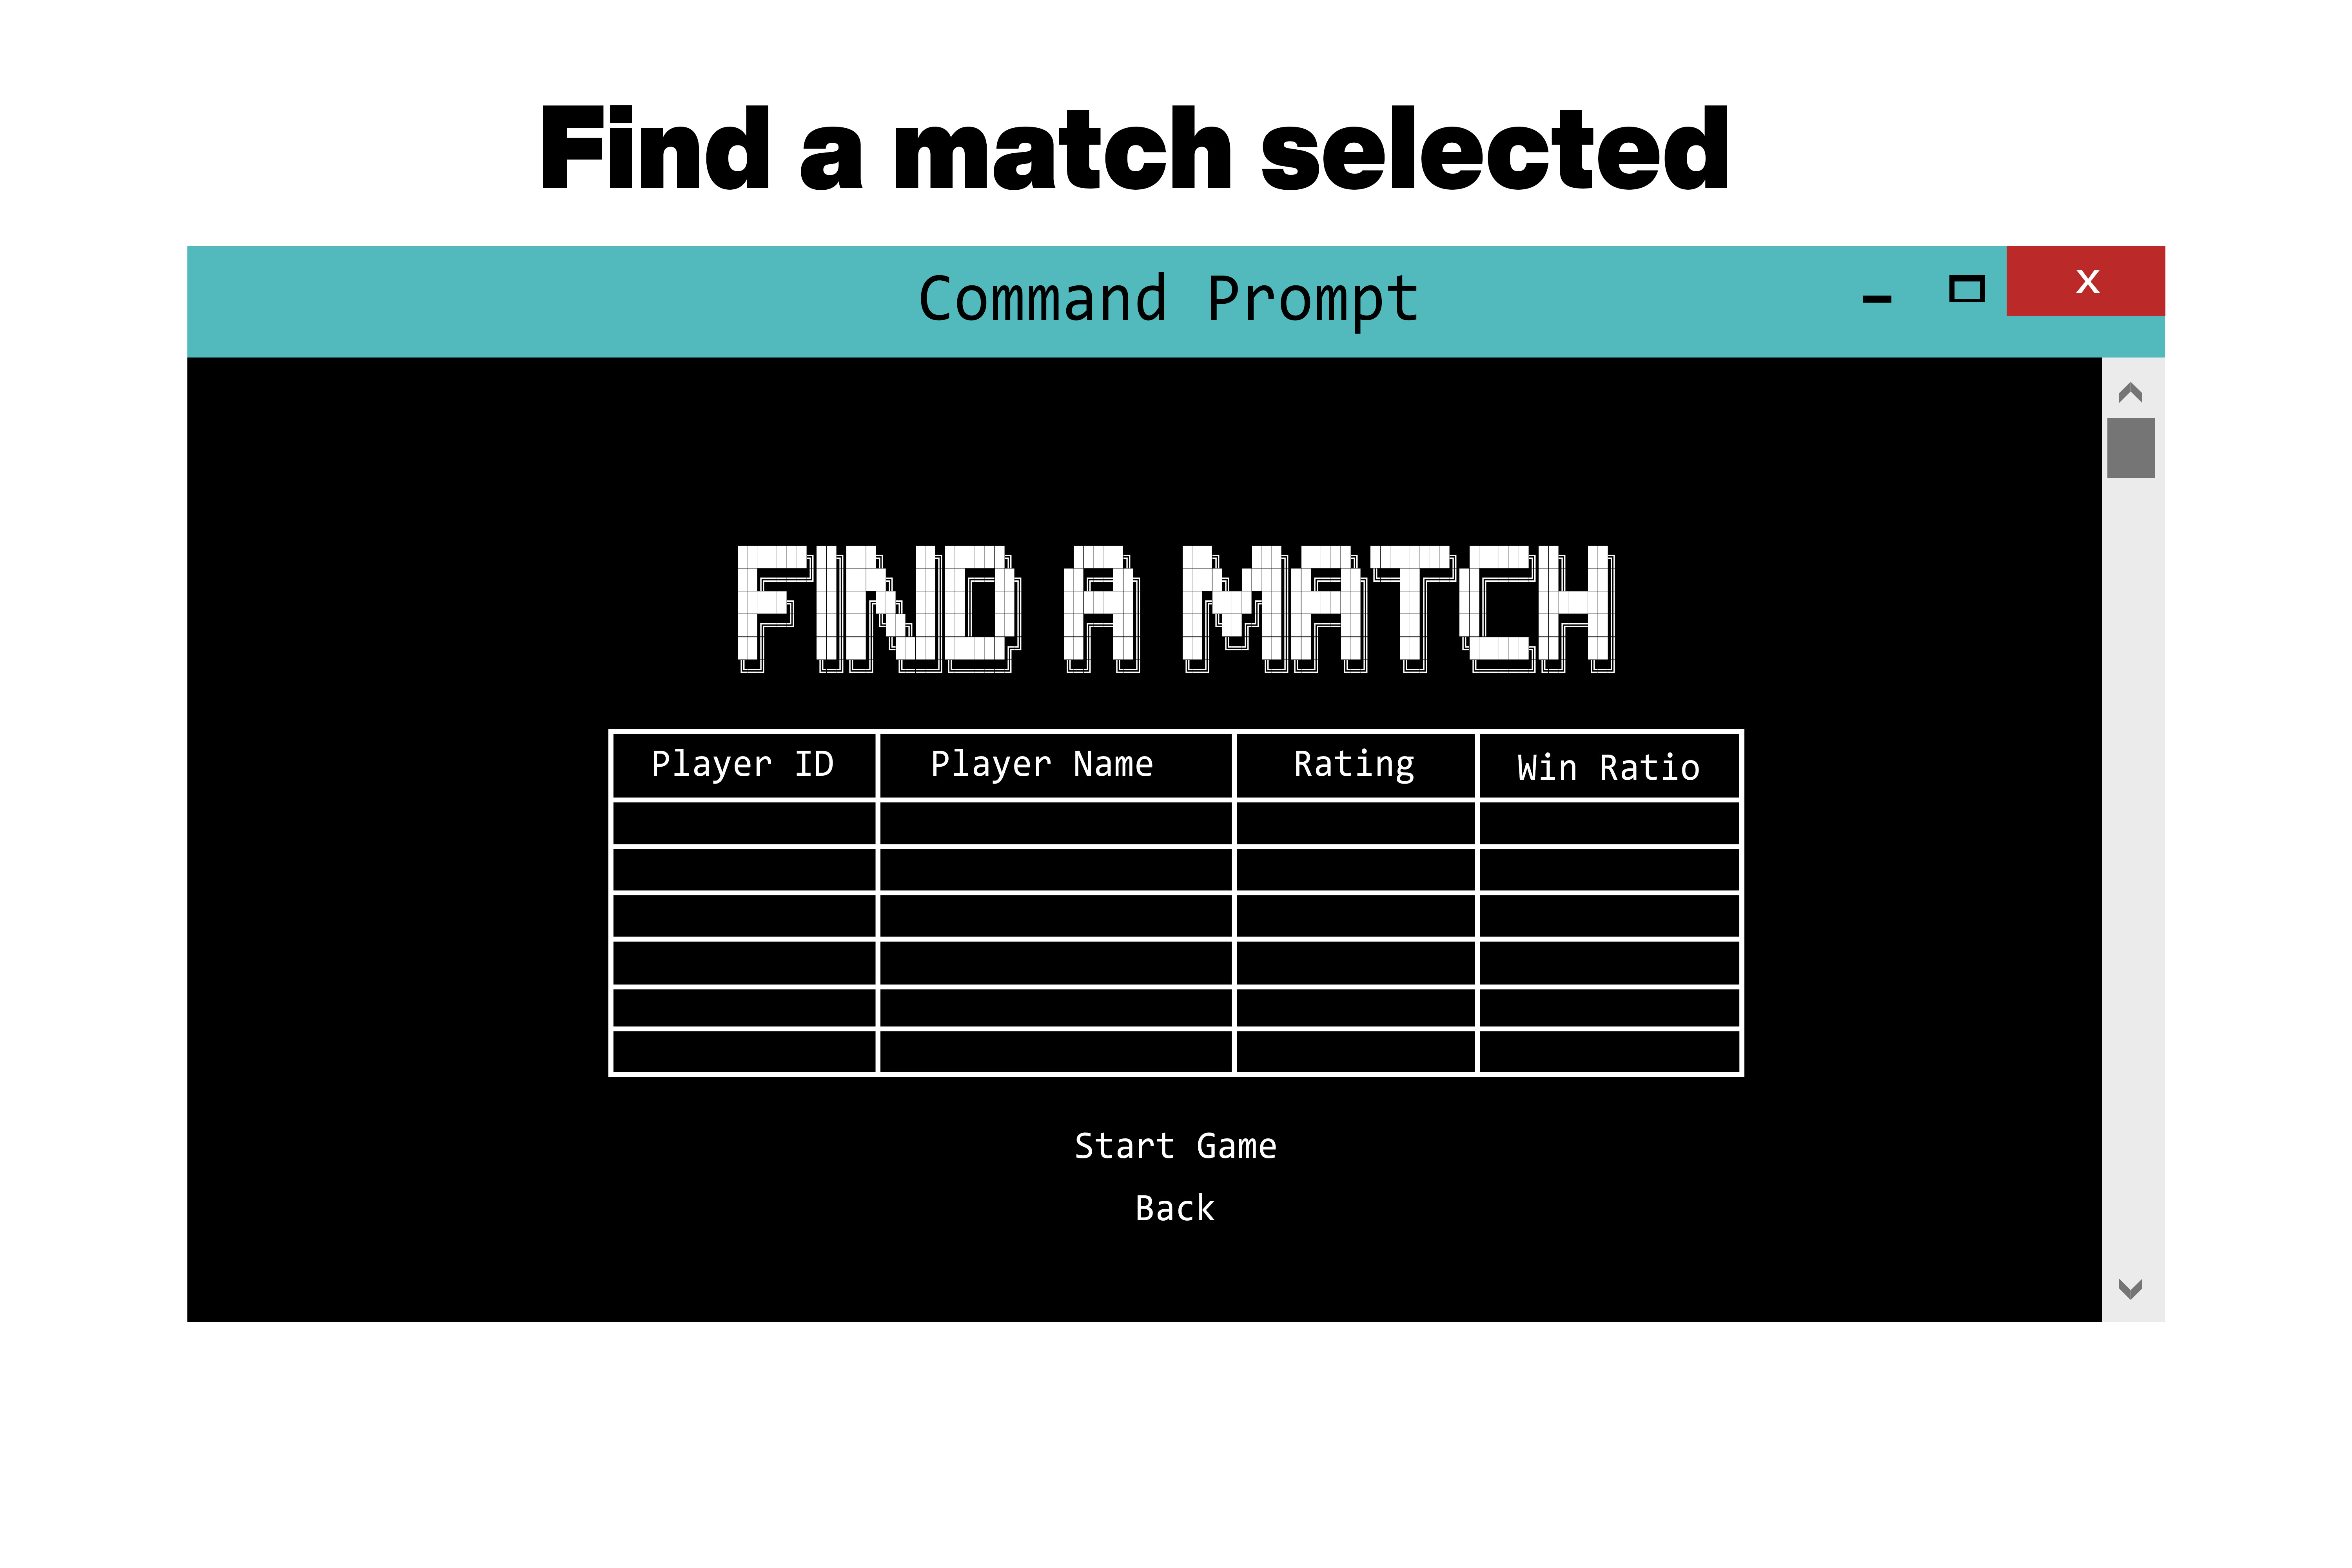 Find a match selected
Command Prompt
x
FIND A MATCH
Player ID Player Name Rating Win Ratio
Start Game
Back